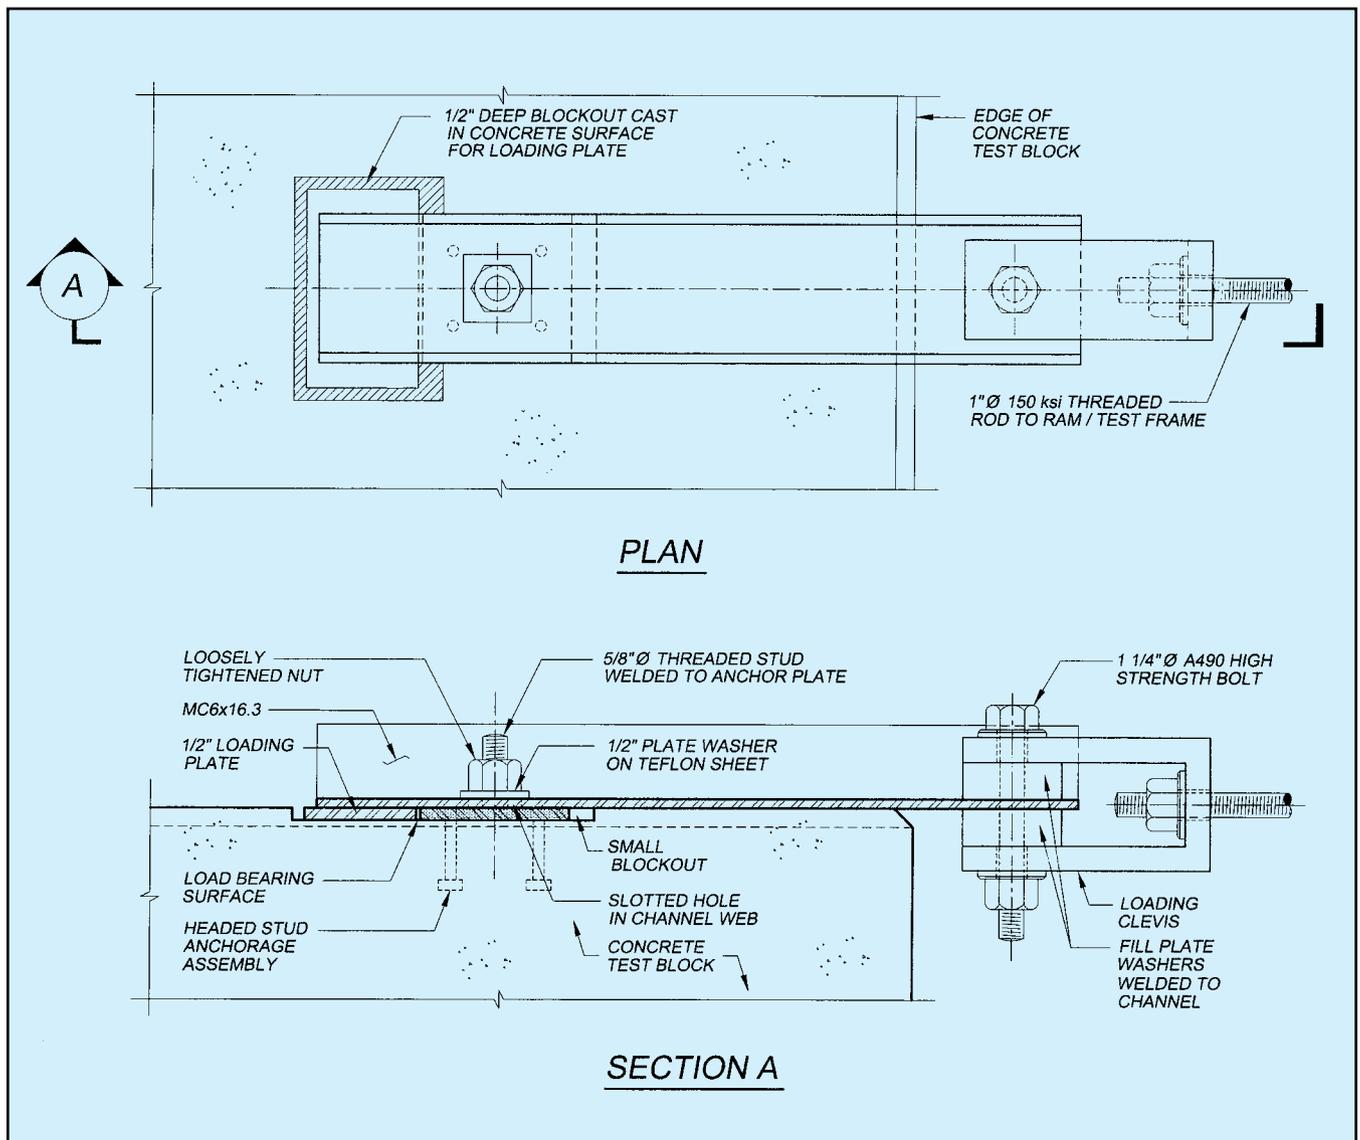 1/2" DEEP BLOCKOUT CAST
IN CONCRETE SURFACE
FOR LOADING PLATE
EDGE OF
CONCRETE
TEST BLOCK
A
1"Ø 150 ksi THREADED
ROD TO RAM / TEST FRAME
PLAN
LOOSELY
TIGHTENED NUT
5/8"Ø THREADED STUD
WELDED TO ANCHOR PLATE
1 1/4"Ø A490 HIGH
STRENGTH BOLT
MC6x16.3
1/2" LOADING
PLATE
1/2" PLATE WASHER
ON TEFLON SHEET
SMALL
BLOCKOUT
LOAD BEARING
SURFACE
SLOTTED HOLE
IN CHANNEL WEB
LOADING
CLEVIS
HEADED STUD
ANCHORAGE
ASSEMBLY
CONCRETE
TEST BLOCK
FILL PLATE
WASHERS
WELDED TO
CHANNEL
SECTION A